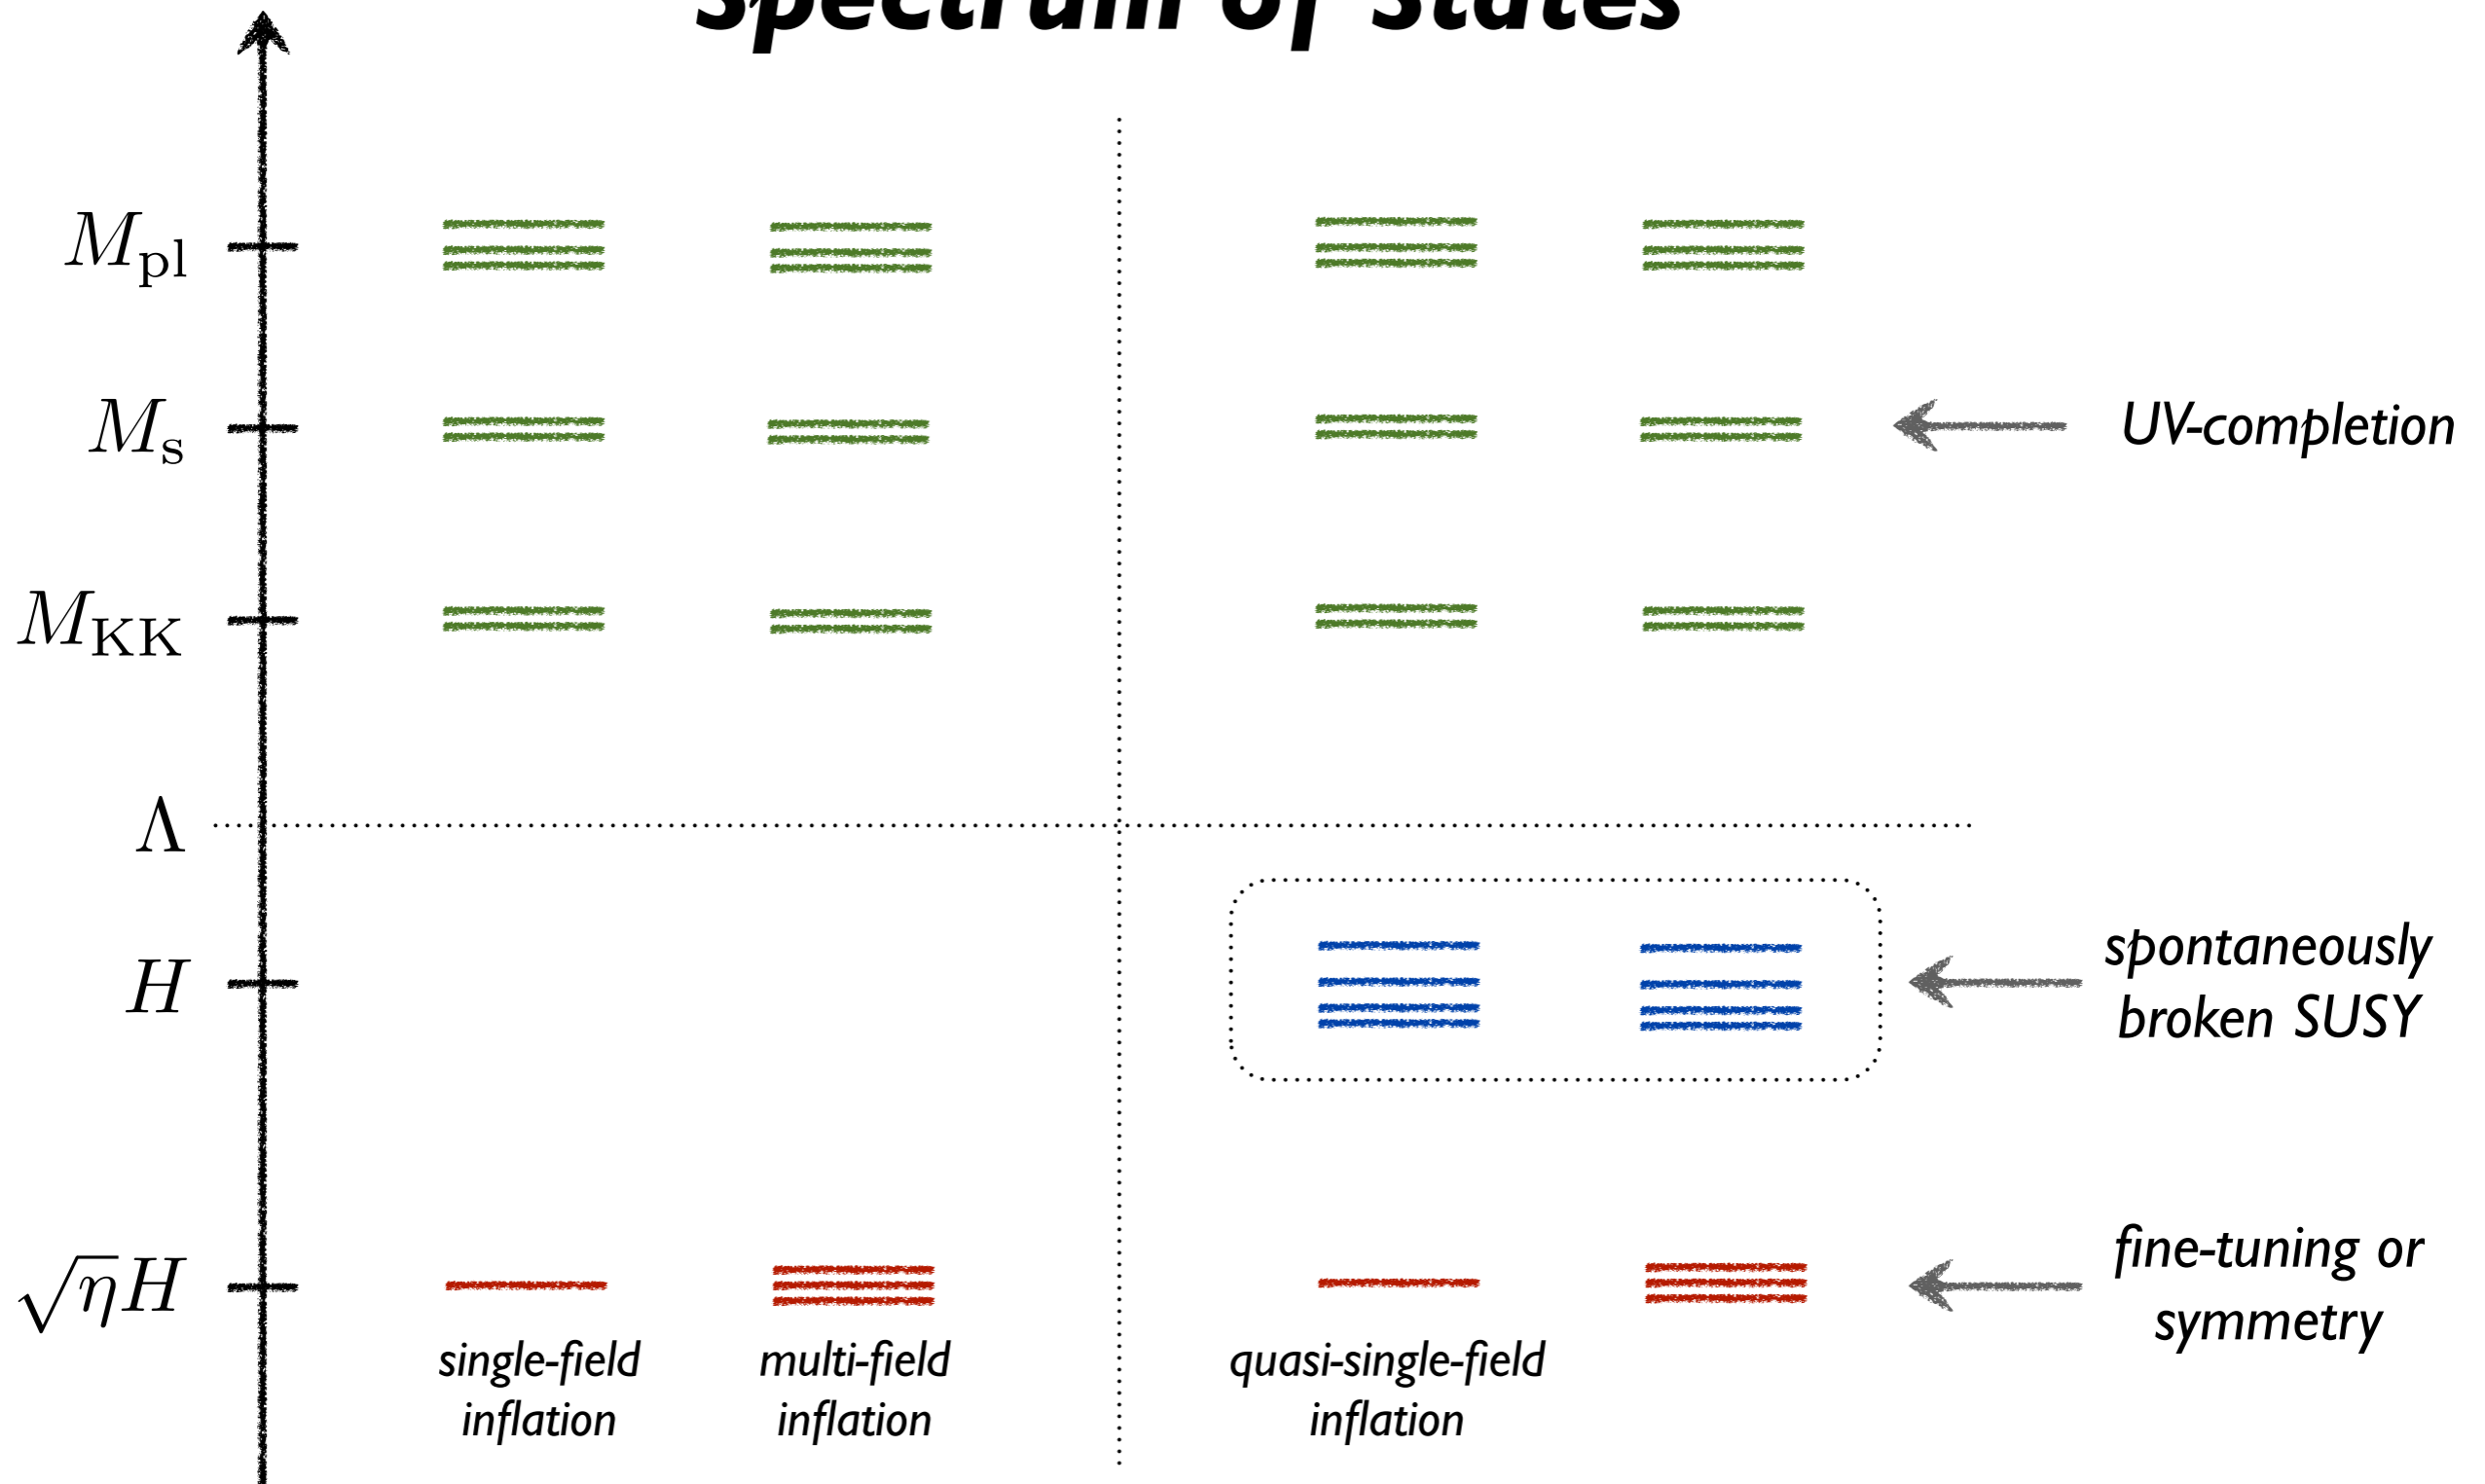 Spectrum of States
M_pl
M_s
UV-completion
M_KK
Λ
H
spontaneously
broken SUSY
√ηH
fine-tuning or
symmetry
single-field
inflation
multi-field
inflation
quasi-single-field
inflation